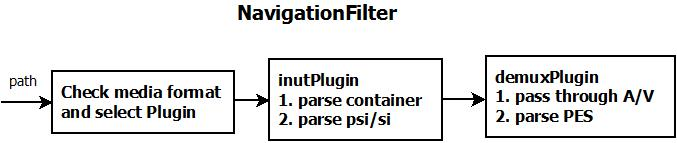 NavigationFilter
path
Check media format
and select Plugin
inutPlugin
1. parse container
2. parse psi/si
demuxPlugin
1. pass through A/V
2. parse PES